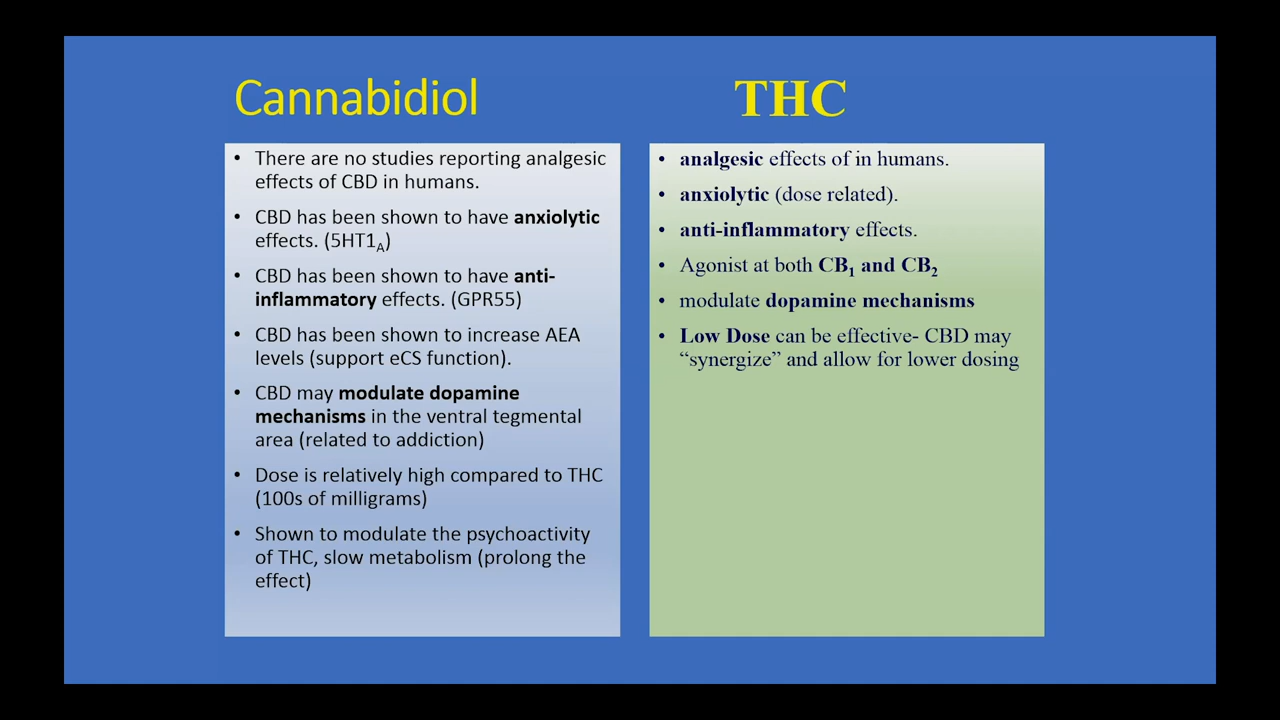 Cannabidiol
• There are no studies reporting analgesic
effects of CBD in humans.
• CBD has been shown to have anxiolytic
effects. (5HT1A)
• CBD has been shown to have anti-
inflammatory effects. (GPR55)
• CBD has been shown to increase AEA
levels (support eCS function).
• CBD may modulate dopamine
mechanisms in the ventral tegmental
area (related to addiction)
• Dose is relatively high compared to THC
(100s of milligrams)
• Shown to modulate the psychoactivity
of THC, slow metabolism (prolong the
effect)
THC
• analgesic effects of in humans.
• anxiolytic (dose related).
• anti-inflammatory effects.
• Agonist at both CB1 and CB2
• modulate dopamine mechanisms
• Low Dose can be effective- CBD may
“synergize” and allow for lower dosing